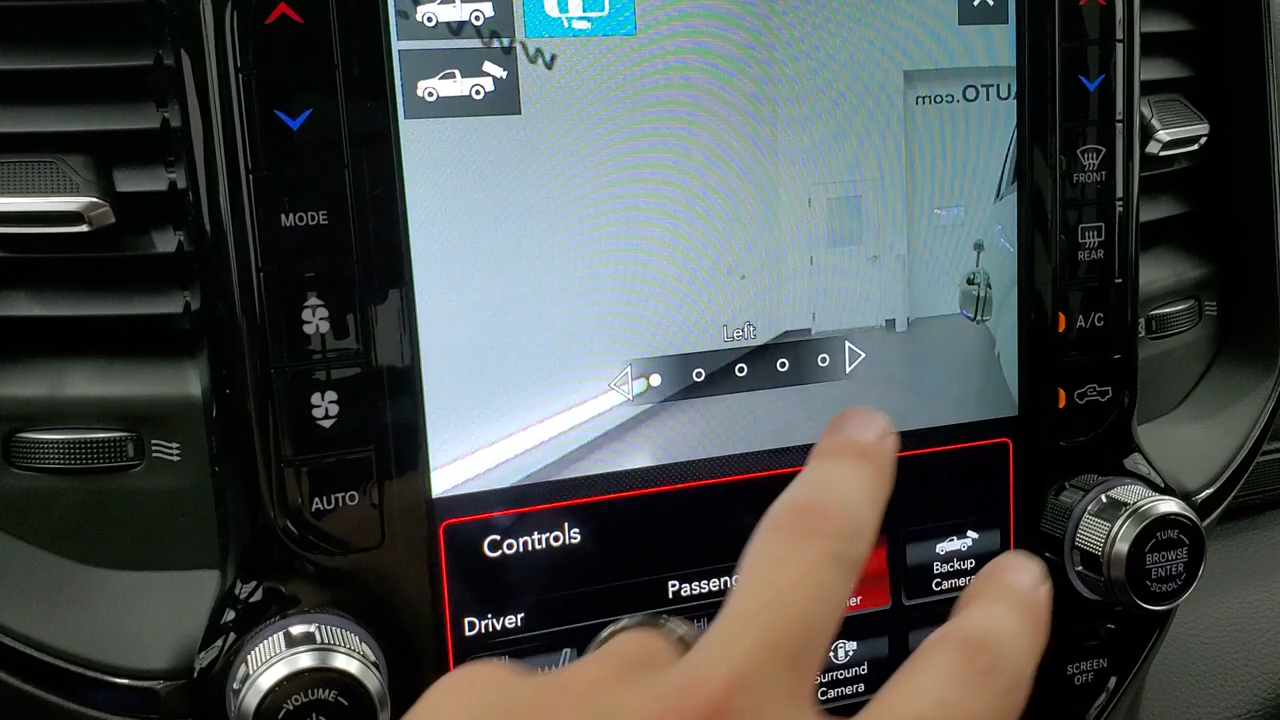 www
AUTO.com
FRONT
MODE
REAR
A/C
Left
AUTO
Controls
TUNE
BROWSE
ENTER
SCROLL
Backup
Camera
Driver
Surround
Camera
SCREEN
OFF
VOLUME